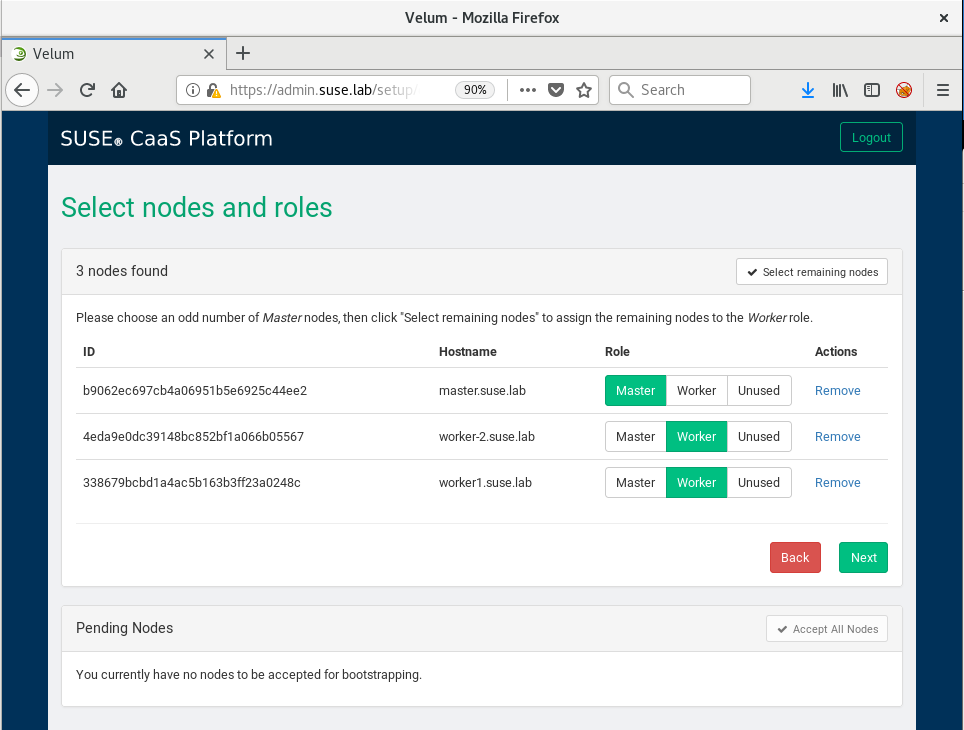 Velum - Mozilla Firefox
Velum
https://admin.suse.lab/setup/ 90% Search
SUSE® CaaS Platform Logout
Select nodes and roles
3 nodes found Select remaining nodes
Please choose an odd number of Master nodes, then click "Select remaining nodes" to assign the remaining nodes to the Worker role.
ID Hostname Role Actions
b9062ec697cb4a06951b5e6925c44ee2 master.suse.lab Master Worker Unused Remove
4eda9e0dc39148bc852bf1a066b05567 worker-2.suse.lab Master Worker Unused Remove
338679bcbd1a4ac5b163b3ff23a0248c worker1.suse.lab Master Worker Unused Remove
Back Next
Pending Nodes Accept All Nodes
You currently have no nodes to be accepted for bootstrapping.